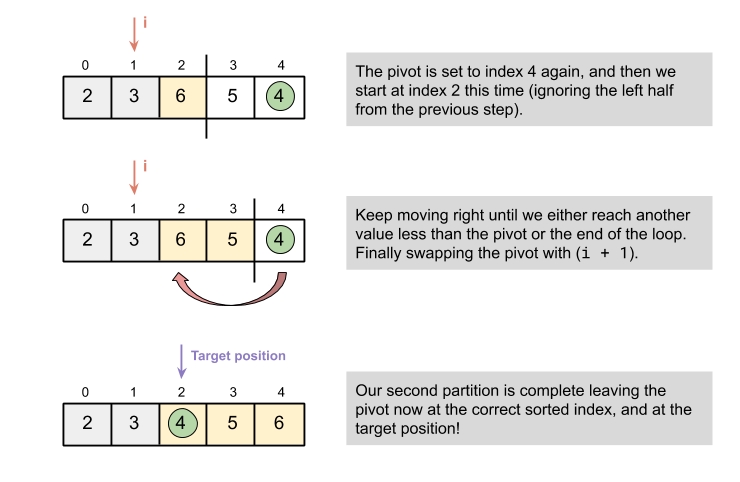 i
0 1 2 3 4
2 3 6 5 4
The pivot is set to index 4 again, and then we
start at index 2 this time (ignoring the left half
from the previous step).
i
0 1 2 3 4
2 3 6 5 4
Keep moving right until we either reach another
value less than the pivot or the end of the loop.
Finally swapping the pivot with (i + 1).
Target position
0 1 2 3 4
2 3 4 5 6
Our second partition is complete leaving the
pivot now at the correct sorted index, and at the
target position!